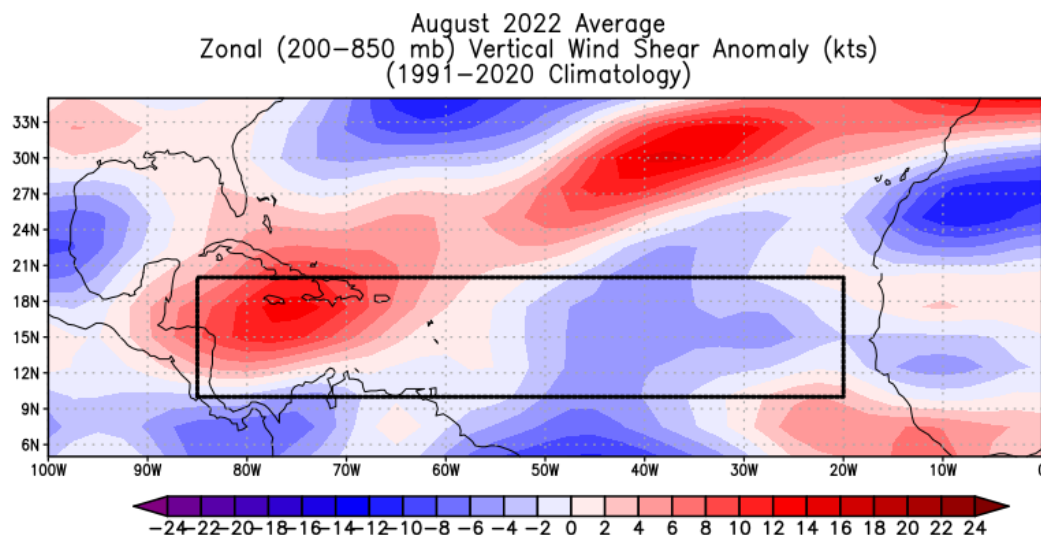 August 2022 Average
Zonal (200−850 mb) Vertical Wind Shear Anomaly (kts)
(1991−2020 Climatology)
33N
30N
27N
24N
21N
18N
15N
12N
9N
6N
100W 90W 80W 70W 60W 50W 40W 30W 20W 10W 0
−24 −22 −20 −18 −16 −14 −12 −10 −8 −6 −4 −2 0 2 4 6 8 10 12 14 16 18 20 22 24